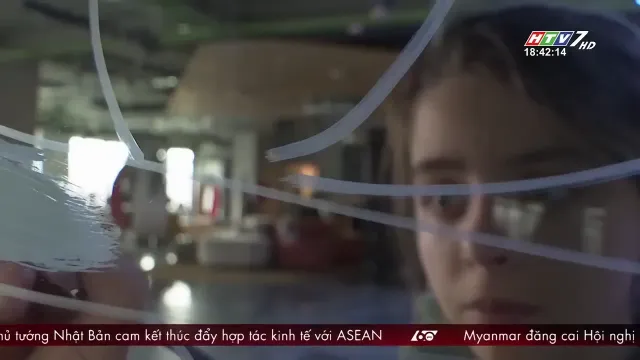 HTV7 HD
18:42:14
hủ tướng Nhật Bản cam kết thúc đẩy hợp tác kinh tế với ASEAN 60 Myanmar đăng cai Hội nghị